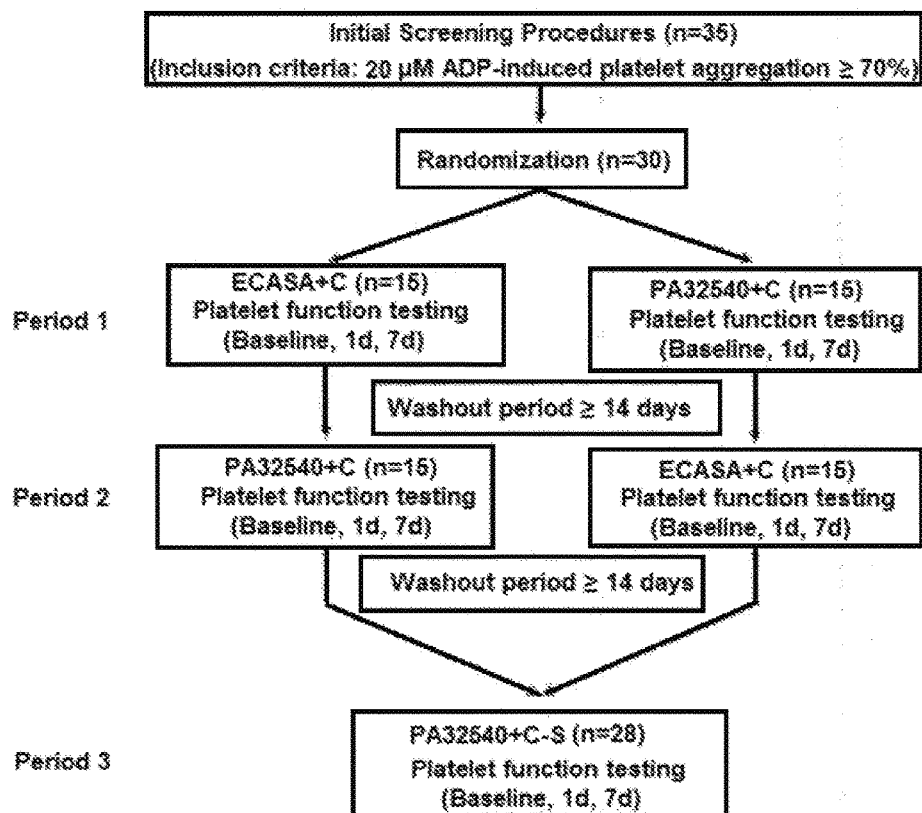 Initial Screening Procedures (n=35)
(Inclusion criteria: 20 µM ADP-induced platelet aggregation ≥ 70%)
Randomization (n=30)
Period 1
ECASA+C (n=15)
Platelet function testing
(Baseline, 1d, 7d)
PA32540+C (n=15)
Platelet function testing
(Baseline, 1d, 7d)
Washout period ≥ 14 days
Period 2
PA32540+C (n=15)
Platelet function testing
(Baseline, 1d, 7d)
ECASA+C (n=15)
Platelet function testing
(Baseline, 1d, 7d)
Washout period ≥ 14 days
Period 3
PA32540+C-S (n=28)
Platelet function testing
(Baseline, 1d, 7d)